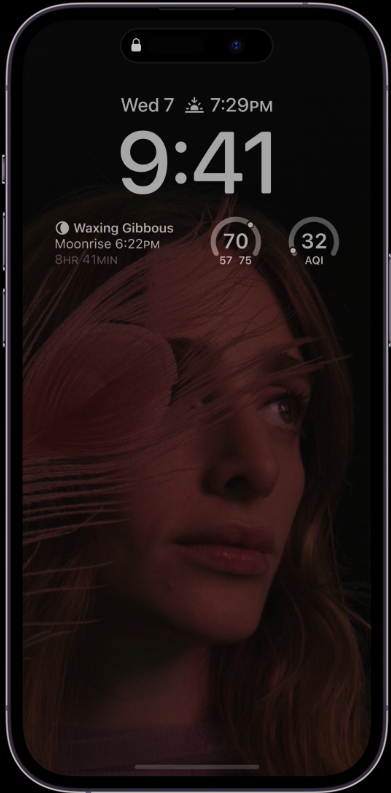 Wed 7 7:29PM
9:41
Waxing Gibbous
Moonrise 6:22PM
8HR 41MIN
70
57 75
32
AQI